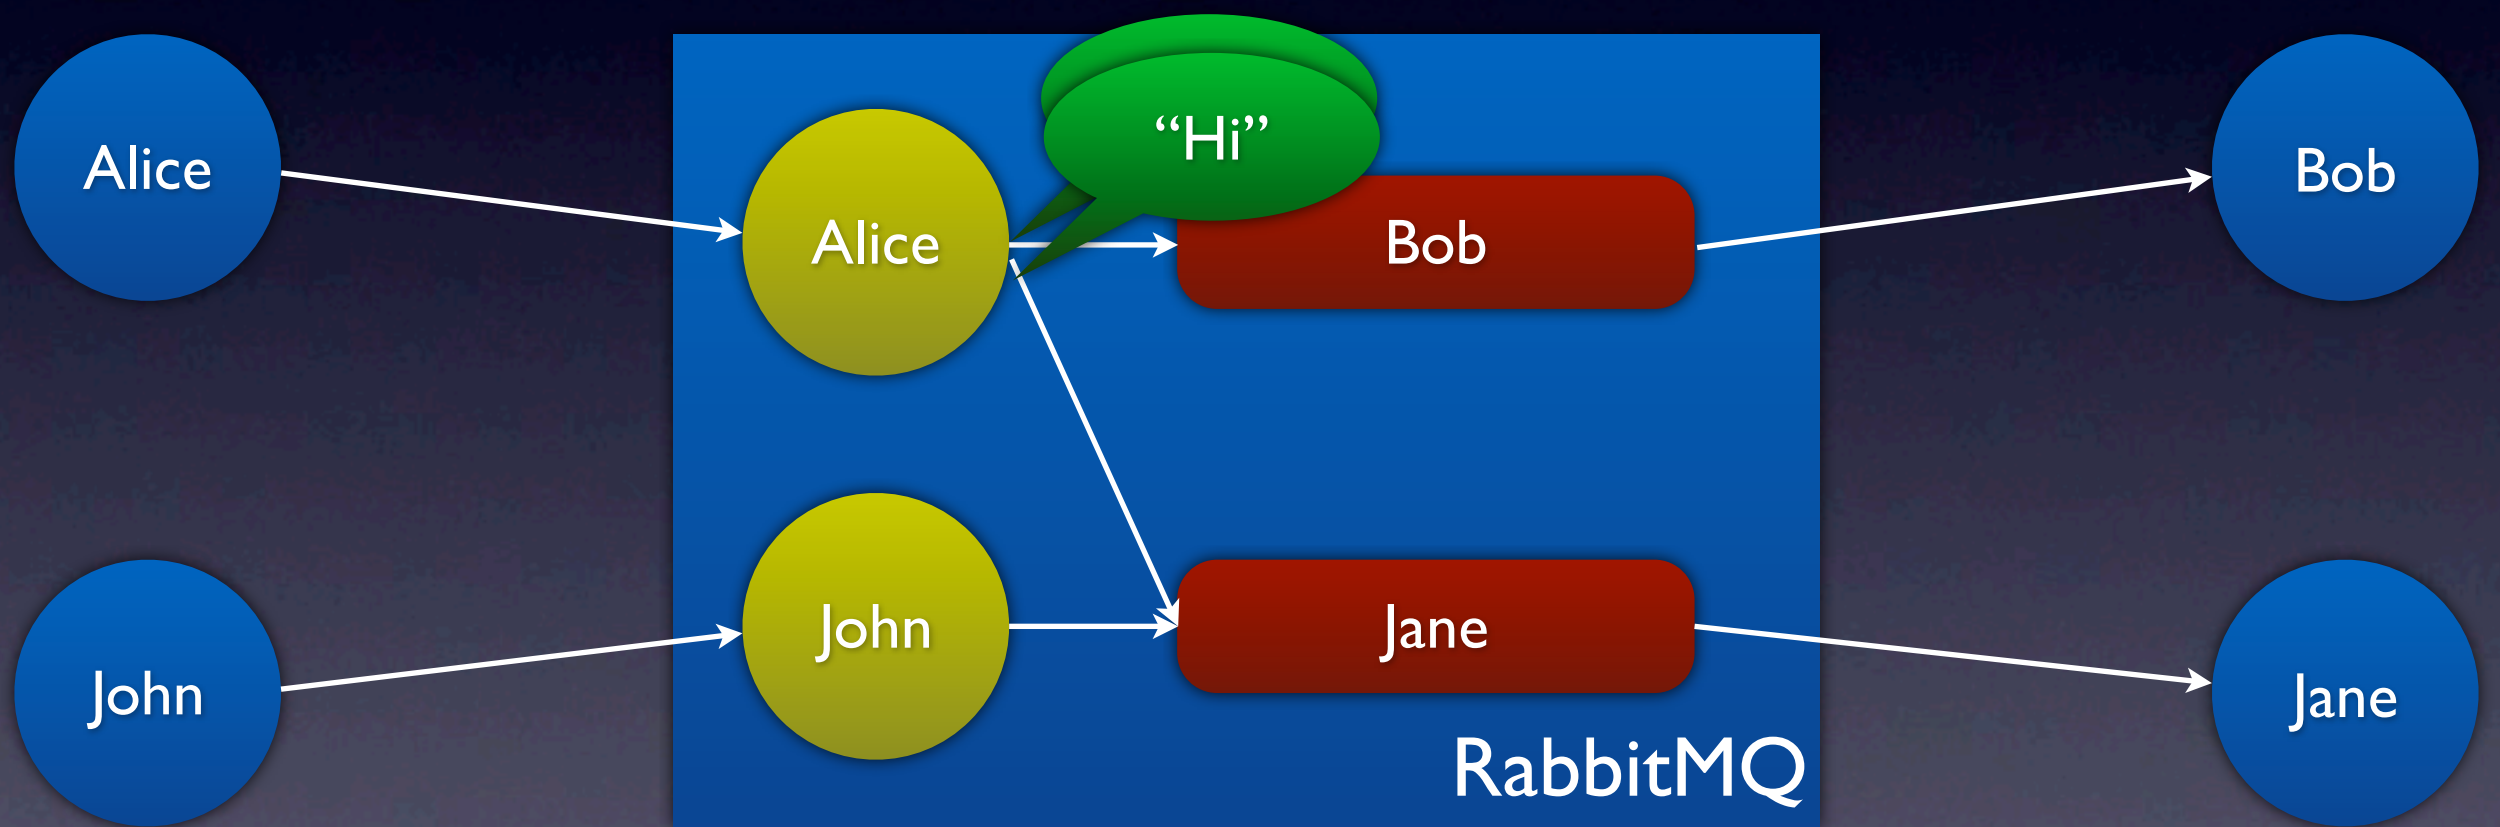 “Hi”
Alice
Alice
Bob
Bob
John
John
Jane
Jane
RabbitMQ